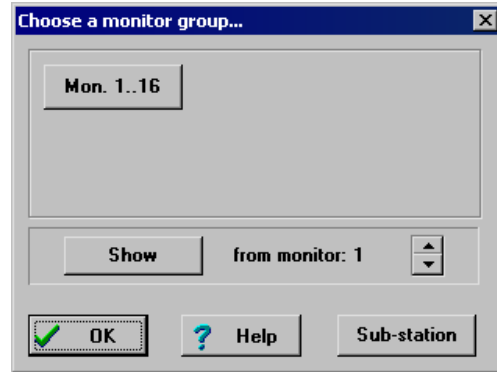 Choose a monitor group...
Mon. 1..16
Show from monitor: 1
OK Help Sub-station